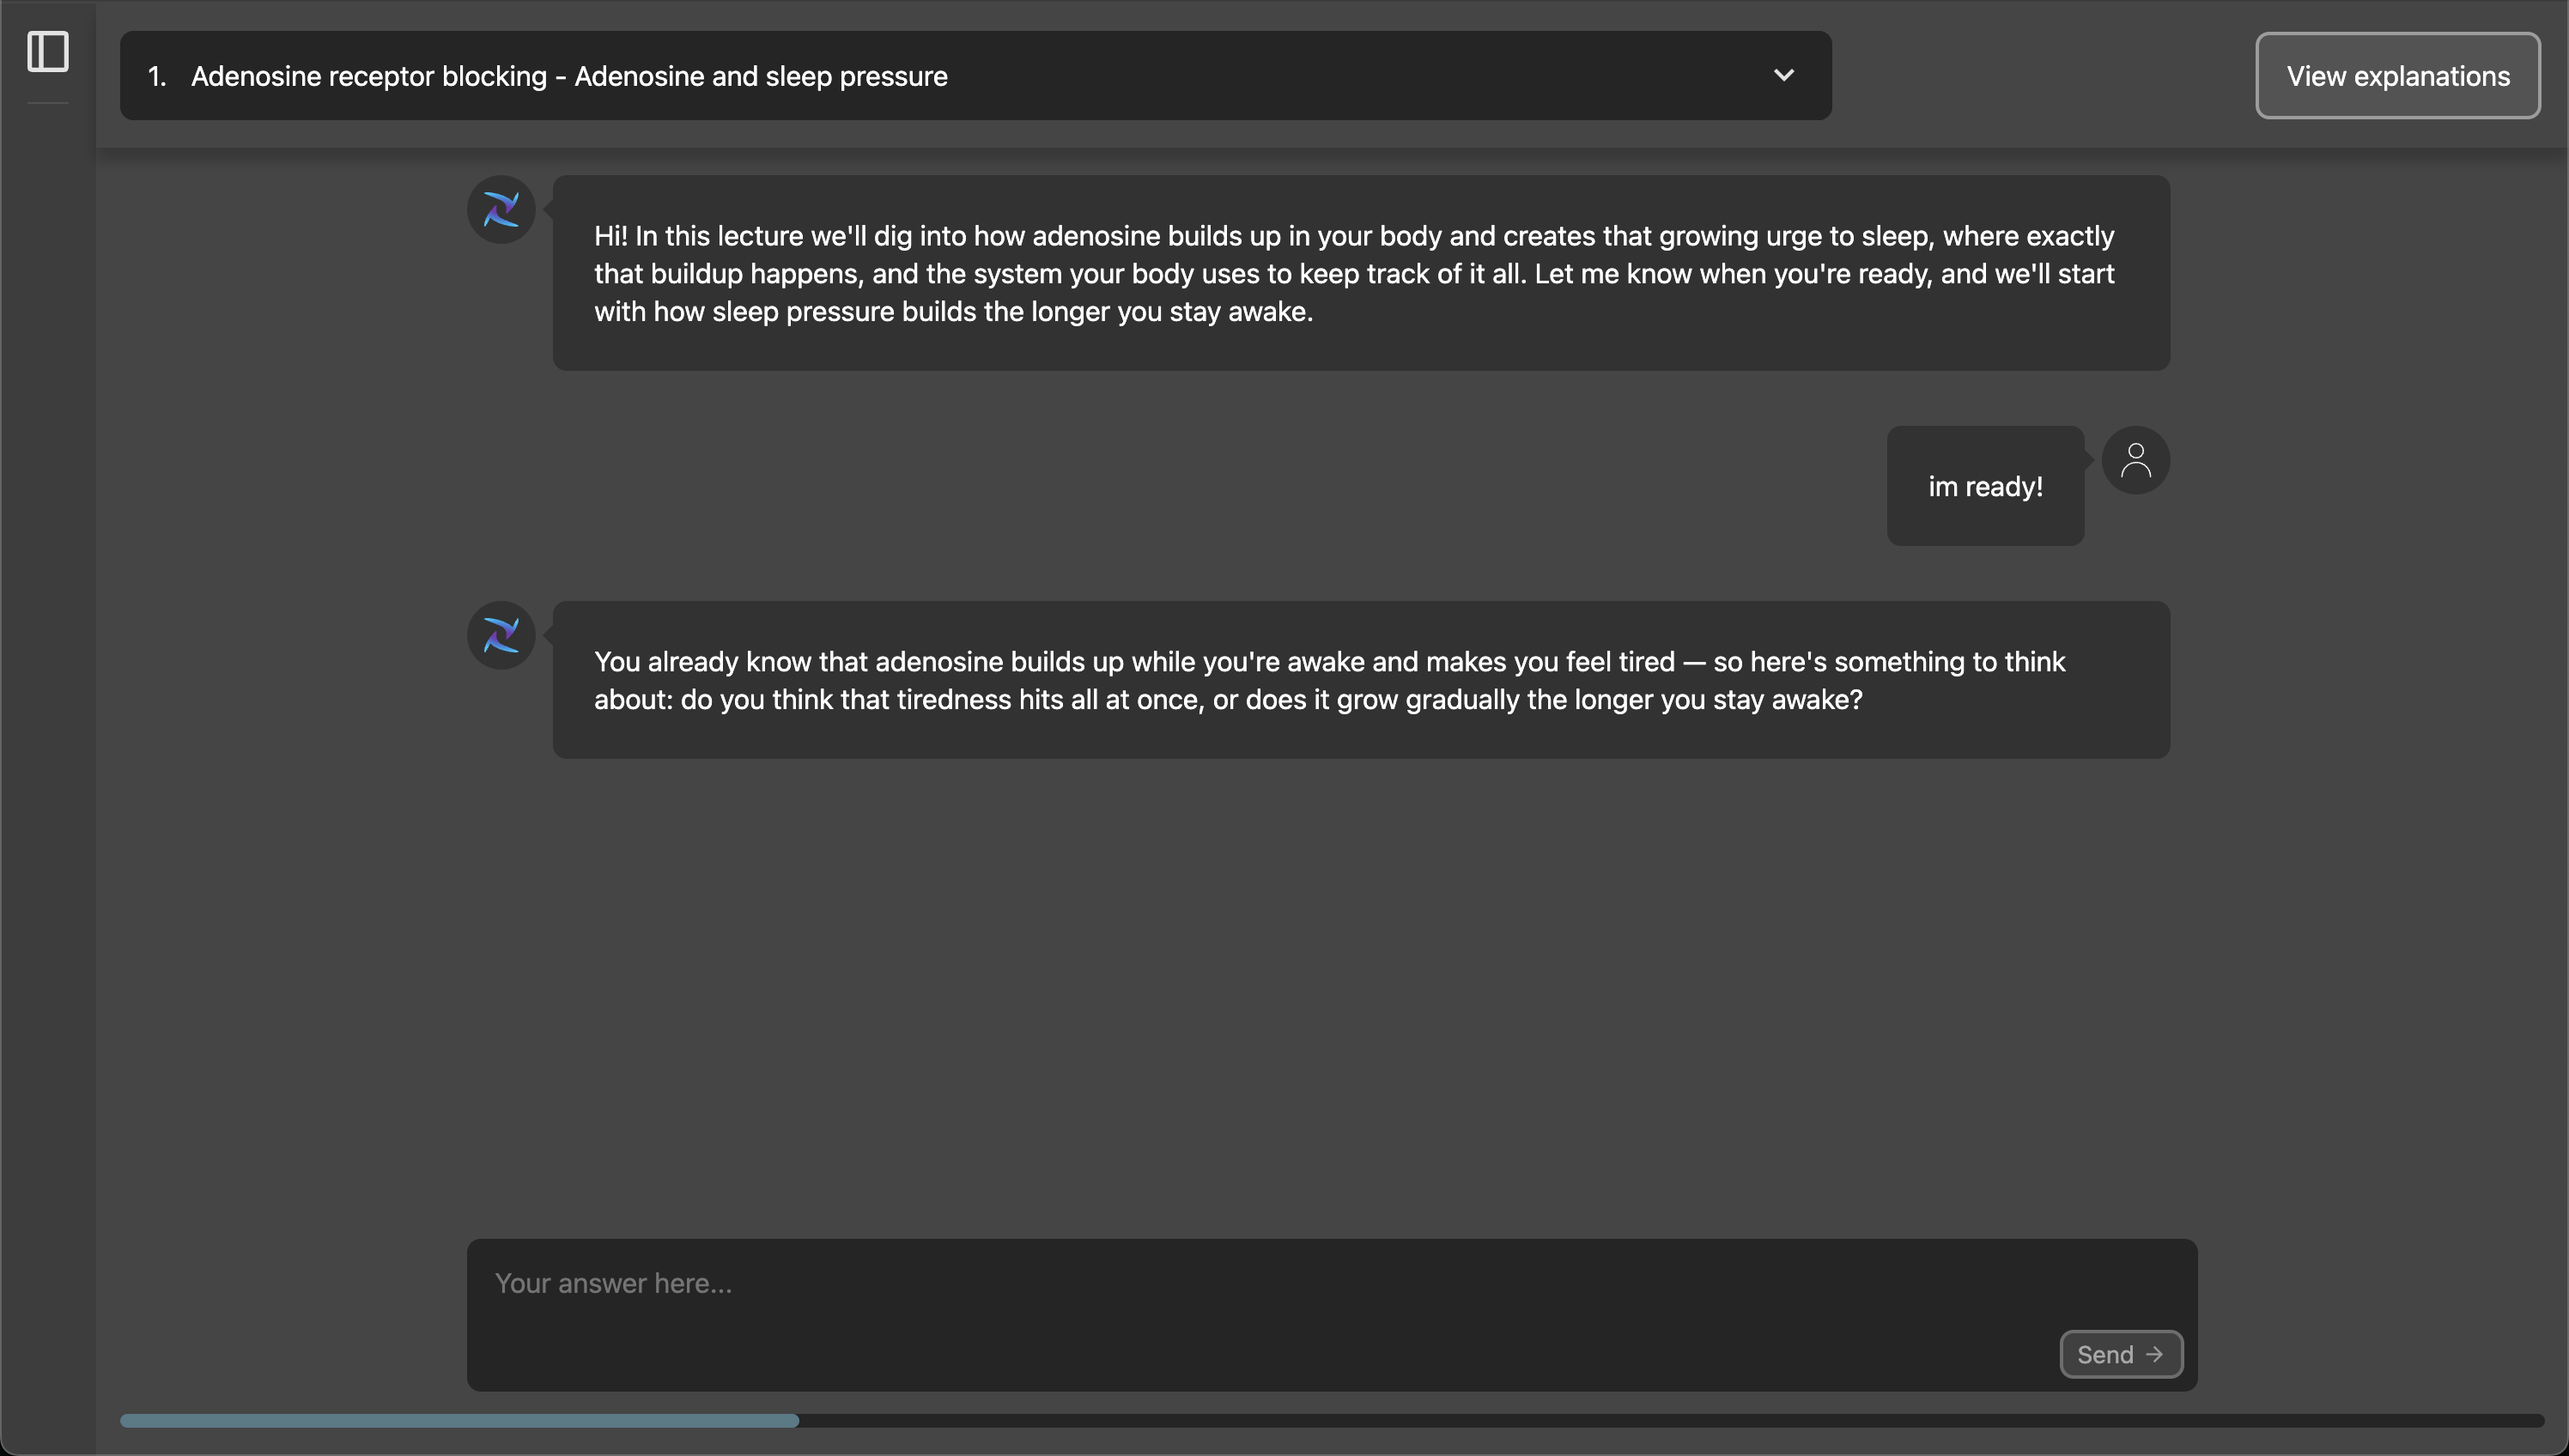 1. Adenosine receptor blocking - Adenosine and sleep pressure
View explanations
Hi! In this lecture we'll dig into how adenosine builds up in your body and creates that growing urge to sleep, where exactly
that buildup happens, and the system your body uses to keep track of it all. Let me know when you're ready, and we'll start
with how sleep pressure builds the longer you stay awake.
im ready!
You already know that adenosine builds up while you're awake and makes you feel tired — so here's something to think
about: do you think that tiredness hits all at once, or does it grow gradually the longer you stay awake?
Your answer here...
Send →